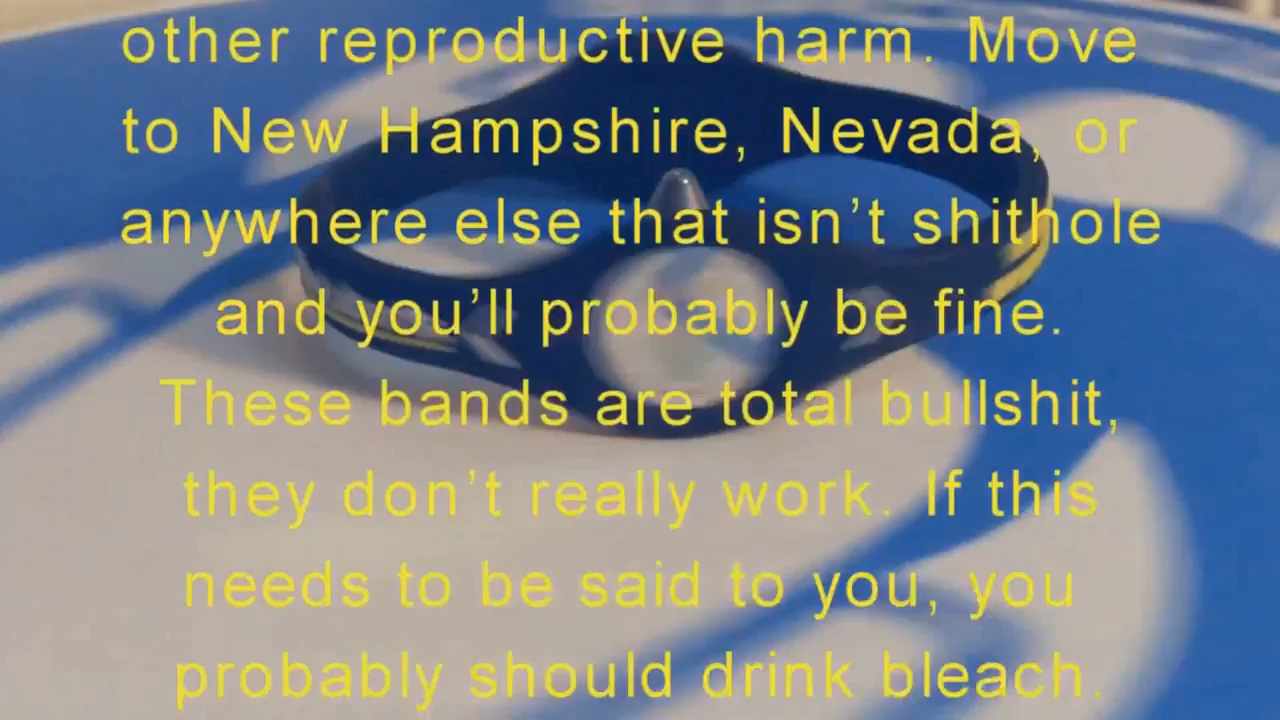 other reproductive harm. Move
to New Hampshire, Nevada, or
anywhere else that isn’t shithole
and you’ll probably be fine.
These bands are total bullshit,
they don’t really work. If this
needs to be said to you, you
probably should drink bleach.